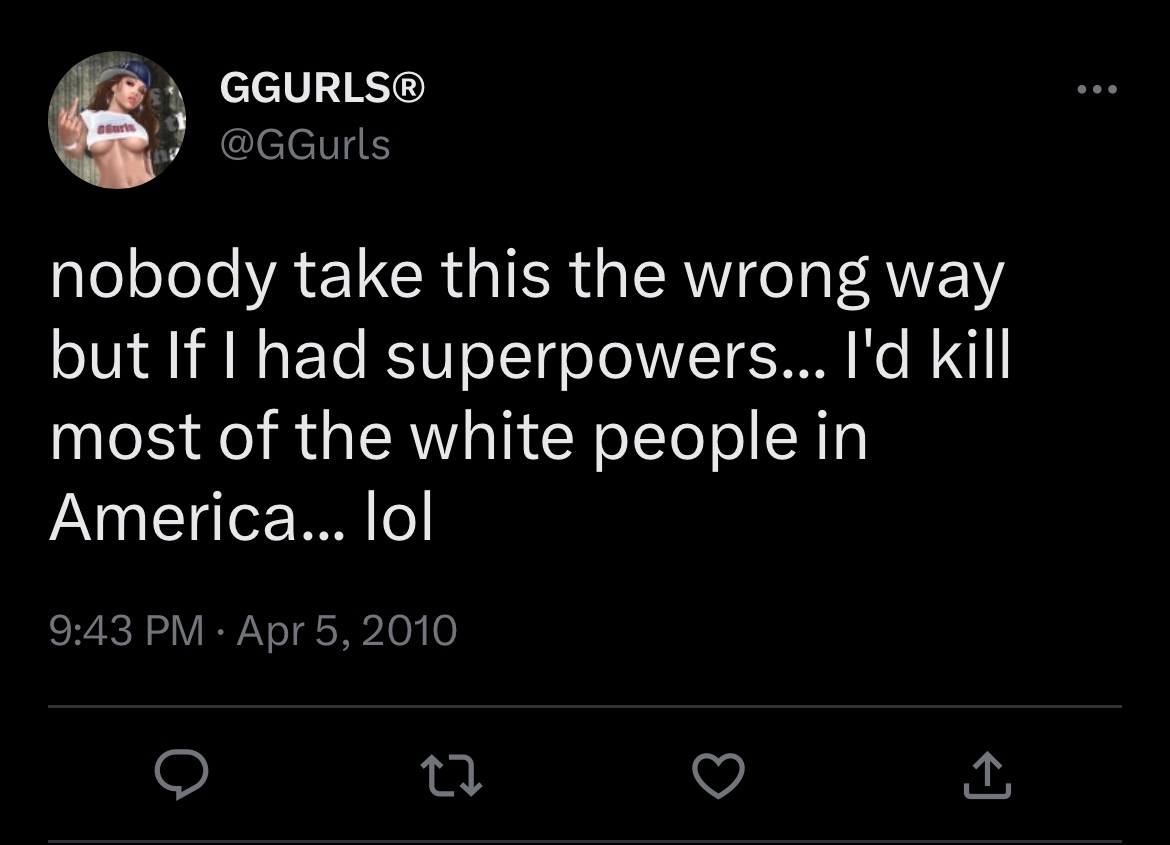 GGURLS®
@GGurls
GGurls
nobody take this the wrong way
but If I had superpowers... I'd kill
most of the white people in
America... lol
9:43 PM · Apr 5, 2010